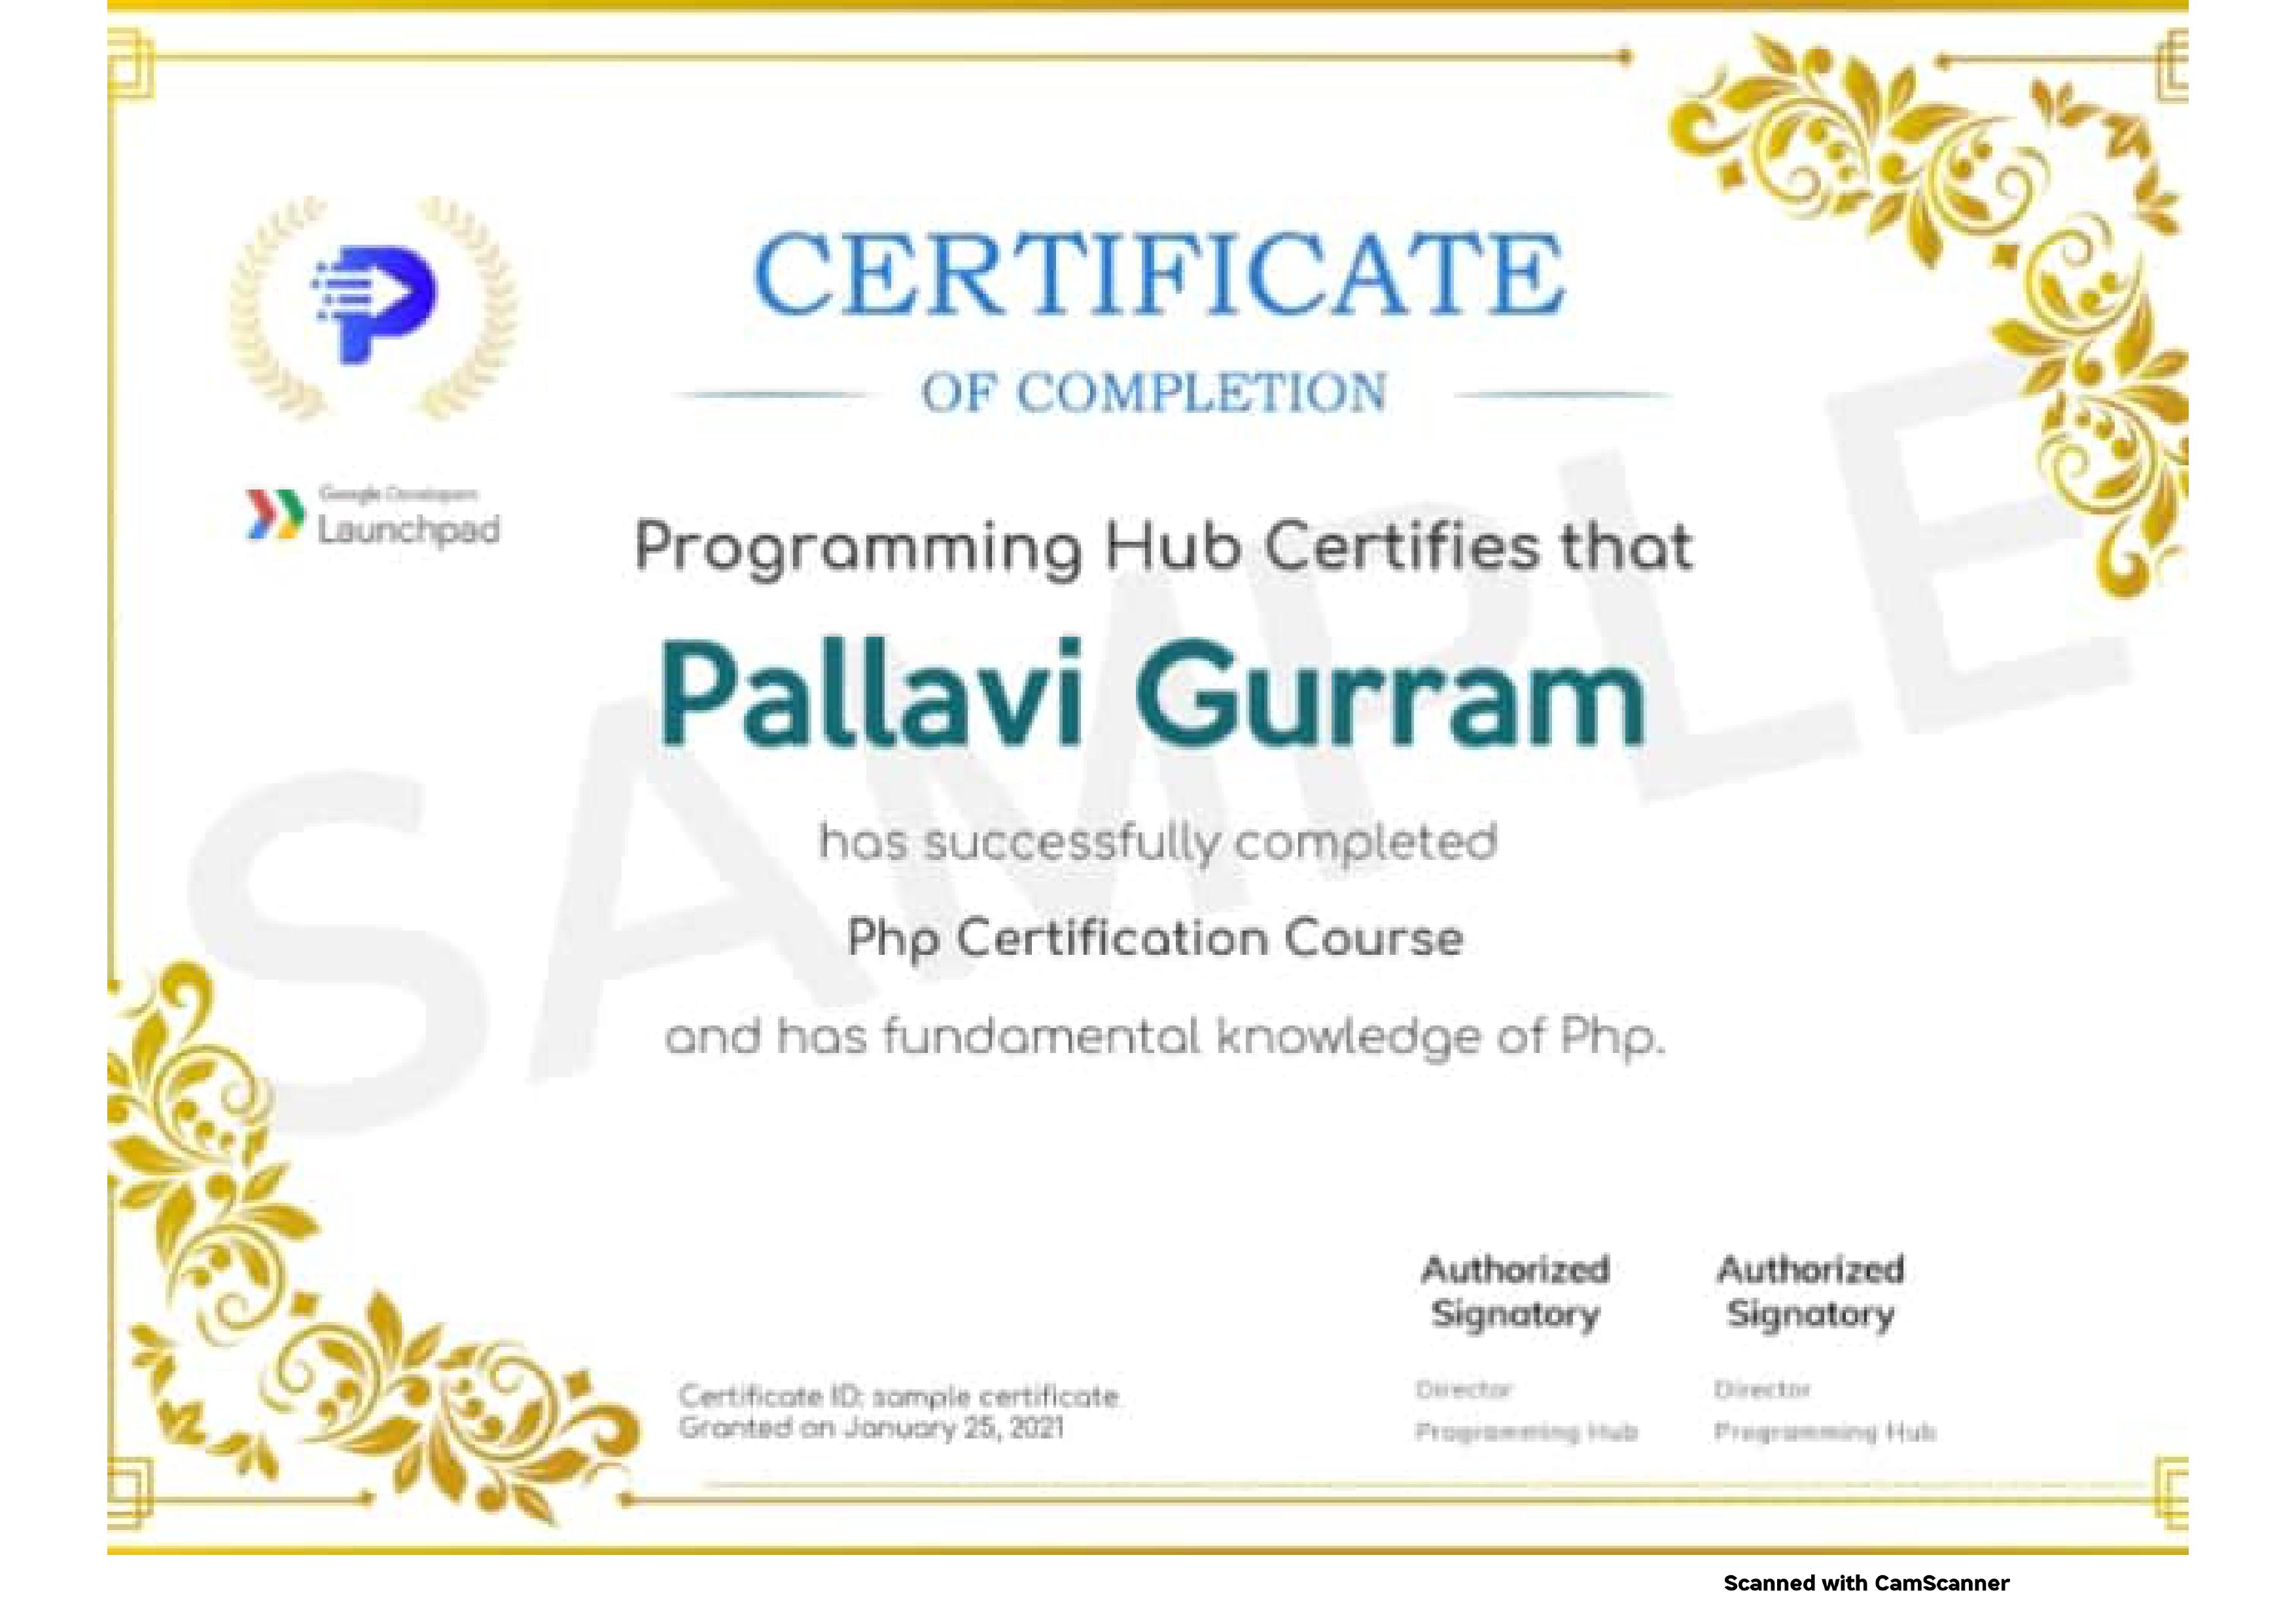 CERTIFICATE
OF COMPLETION
Google Developers
Launchpad
Programming Hub Certifies that
Pallavi Gurram
has successfully completed
Php Certification Course
and has fundamental knowledge of Php.
SAMPLE
Authorized Signatory
Authorized Signatory
Director
Programming Hub
Director
Programming Hub
Certificate ID: sample certificate
Granted on January 25, 2021
Scanned with CamScanner